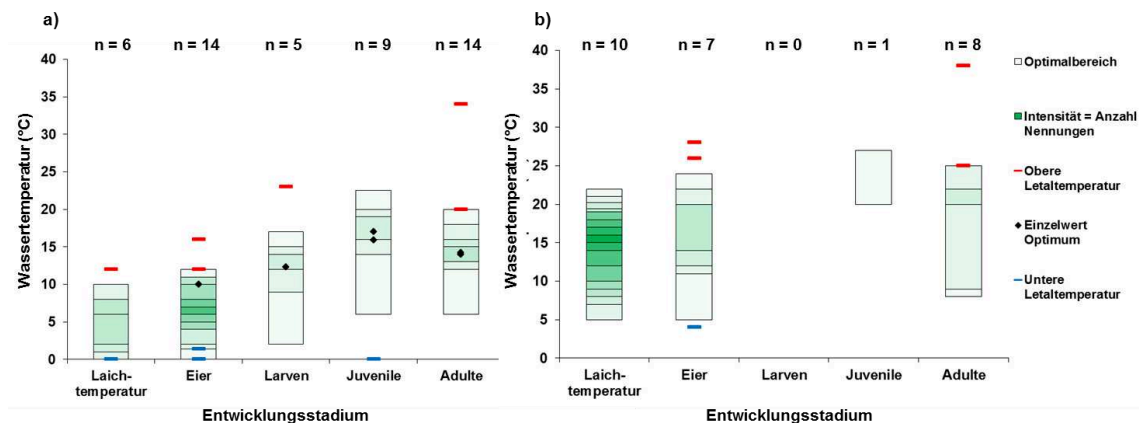 a)
n = 6 n = 14 n = 5 n = 9 n = 14
40
35
30
25
20
15
10
5
0
Wassertemperatur (°C)
Laich-
temperatur
Eier
Larven
Juvenile
Adulte
Entwicklungsstadium
b)
n = 10 n = 7 n = 0 n = 1 n = 8
40
35
30
25
20
15
10
5
0
Wassertemperatur (°C)
Laich-
temperatur
Eier
Larven
Juvenile
Adulte
Entwicklungsstadium
Optimalbereich
Intensität = Anzahl
Nennungen
Obere
Letaltemperatur
Einzelwert
Optimum
Untere
Letaltemperatur